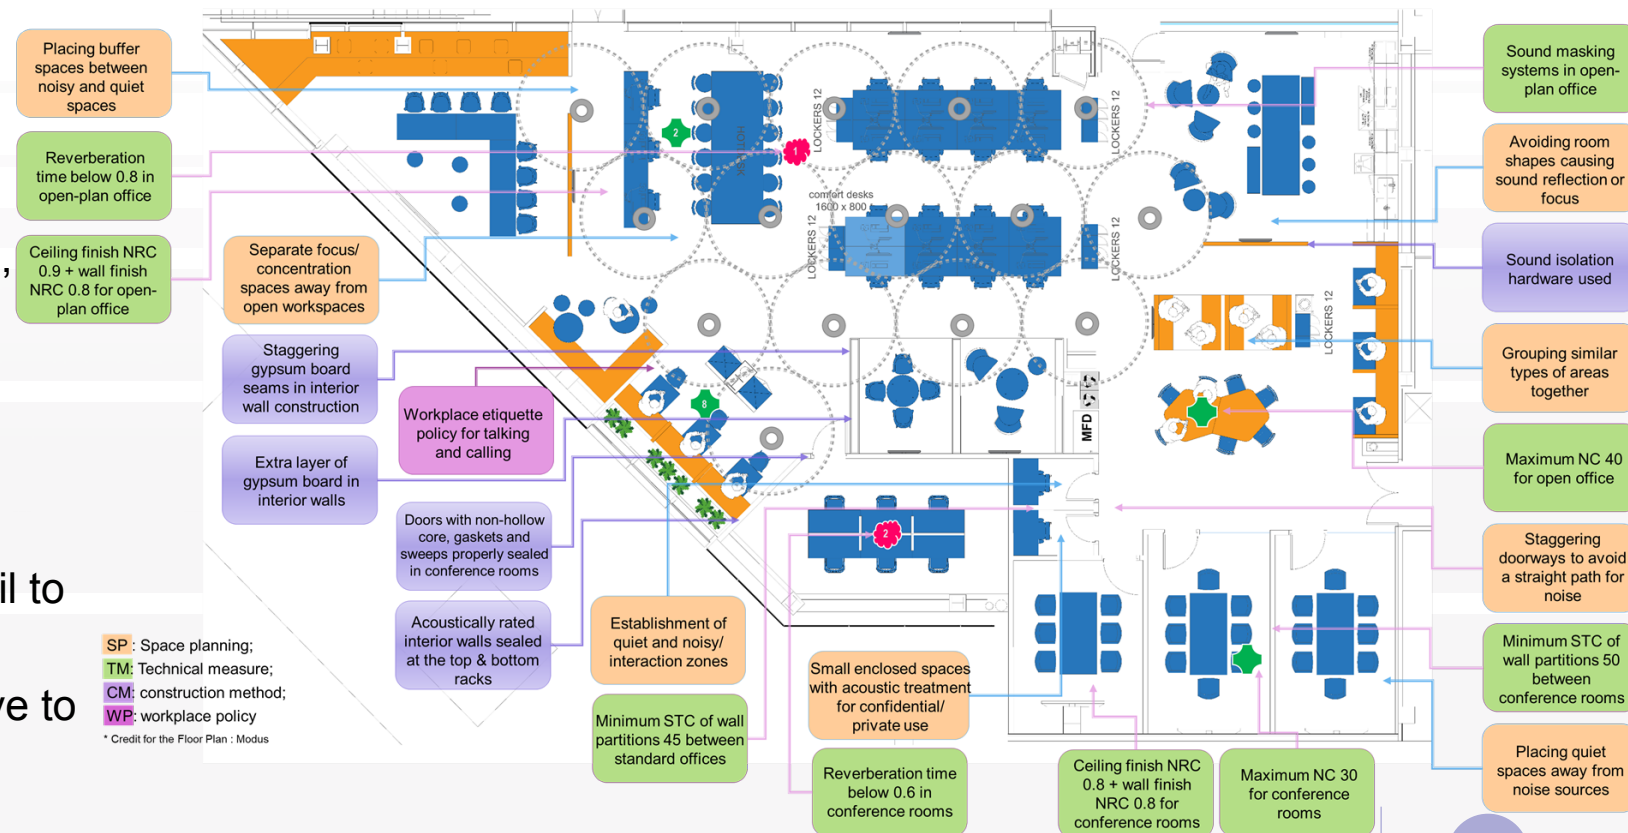 Placing buffer
spaces between
noisy and quiet
spaces
Reverberation
time below 0.8 in
open-plan office
Ceiling finish NRC
0.9 + wall finish
NRC 0.8 for open-
plan office
,
Separate focus/
concentration
spaces away from
open workspaces
Staggering
gypsum board
seams in interior
wall construction
Extra layer of
gypsum board in
interior walls
Workplace etiquette
policy for talking
and calling
Doors with non-hollow
core, gaskets and
sweeps properly sealed
in conference rooms
Acoustically rated
interior walls sealed
at the top & bottom
racks
Establishment of
quiet and noisy/
interaction zones
Minimum STC of wall
partitions 45 between
standard offices
Small enclosed spaces
with acoustic treatment
for confidential/
private use
Reverberation time
below 0.6 in
conference rooms
Ceiling finish NRC
0.8 + wall finish
NRC 0.8 for
conference rooms
Maximum NC 30
for conference
rooms
Sound masking
systems in open-
plan office
Avoiding room
shapes causing
sound reflection or
focus
Sound isolation
hardware used
Grouping similar
types of areas
together
Maximum NC 40
for open office
Staggering
doorways to avoid
a straight path for
noise
Minimum STC of
wall partitions 50
between
conference rooms
Placing quiet
spaces away from
noise sources
2
1
LOCKERS 12
LOCKERS 12
comfort desks
1600 x 800
LOCKERS 12
LOCKERS 12
LOCKERS 12
8
MFD
2
il to
ve to
SP: Space planning;
TM: Technical measure;
CM: construction method;
WP: workplace policy
* Credit for the Floor Plan : Modus